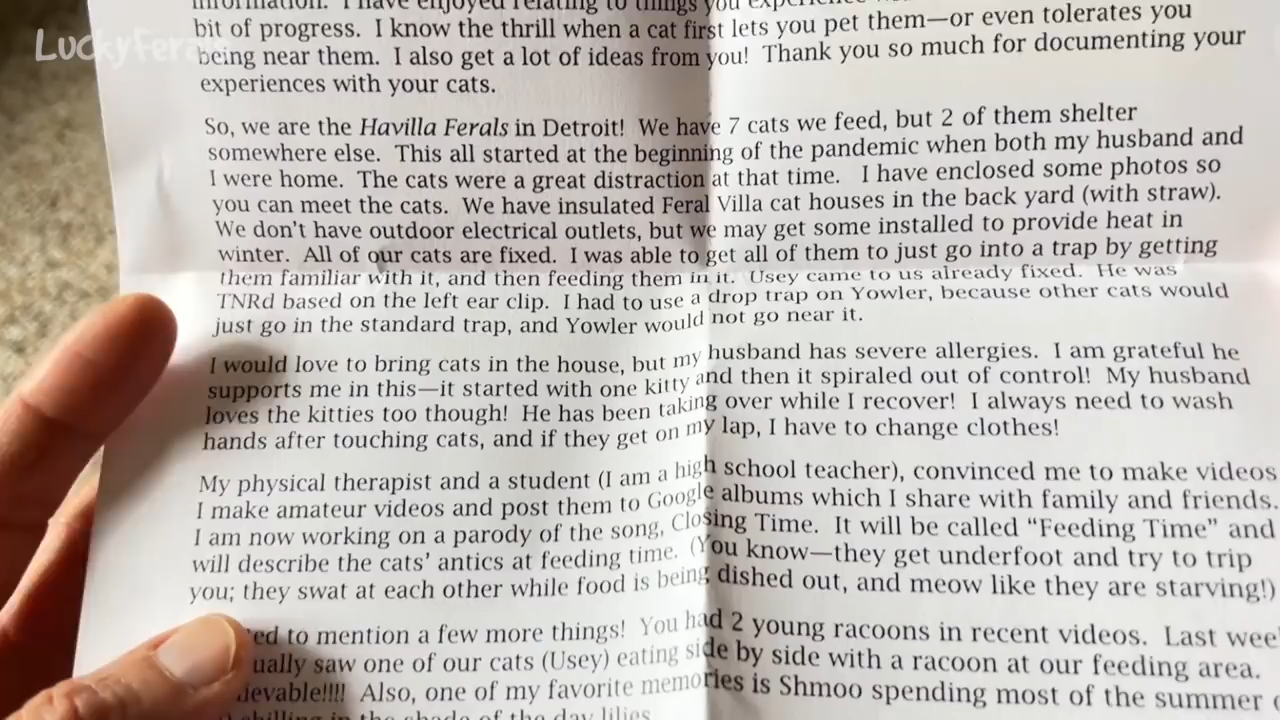 LuckyFerals
information. I have enjoyed relating to things you
bit of progress. I know the thrill when a cat first lets you pet them—or even tolerates you
being near them. I also get a lot of ideas from you! Thank you so much for documenting your
experiences with your cats.
So, we are the Havilla Ferals in Detroit! We have 7 cats we feed, but 2 of them shelter
somewhere else. This all started at the beginning of the pandemic when both my husband and
I were home. The cats were a great distraction at that time. I have enclosed some photos so
you can meet the cats. We have insulated Feral Villa cat houses in the back yard (with straw).
We don't have outdoor electrical outlets, but we may get some installed to provide heat in
winter. All of our cats are fixed. I was able to get all of them to just go into a trap by getting
them familiar with it, and then feeding them in it. Usey came to us already fixed. He was
TNRd based on the left ear clip. I had to use a drop trap on Yowler, because other cats would
just go in the standard trap, and Yowler would not go near it.
I would love to bring cats in the house, but my husband has severe allergies. I am grateful he
supports me in this—it started with one kitty and then it spiraled out of control! My husband
loves the kitties too though! He has been taking over while I recover! I always need to wash
hands after touching cats, and if they get on my lap, I have to change clothes!
My physical therapist and a student (I am a high school teacher), convinced me to make videos
I make amateur videos and post them to Google albums which I share with family and friends.
I am now working on a parody of the song, Closing Time. It will be called “Feeding Time” and
will describe the cats' antics at feeding time. (You know—they get underfoot and try to trip
you; they swat at each other while food is being dished out, and meow like they are starving!)
ed to mention a few more things! You had 2 young racoons in recent videos. Last wee
ually saw one of our cats (Usey) eating side by side with a racoon at our feeding area.
ievable!!!! Also, one of my favorite memories is Shmoo spending most of the summer
chilling in the shade of the day lilies